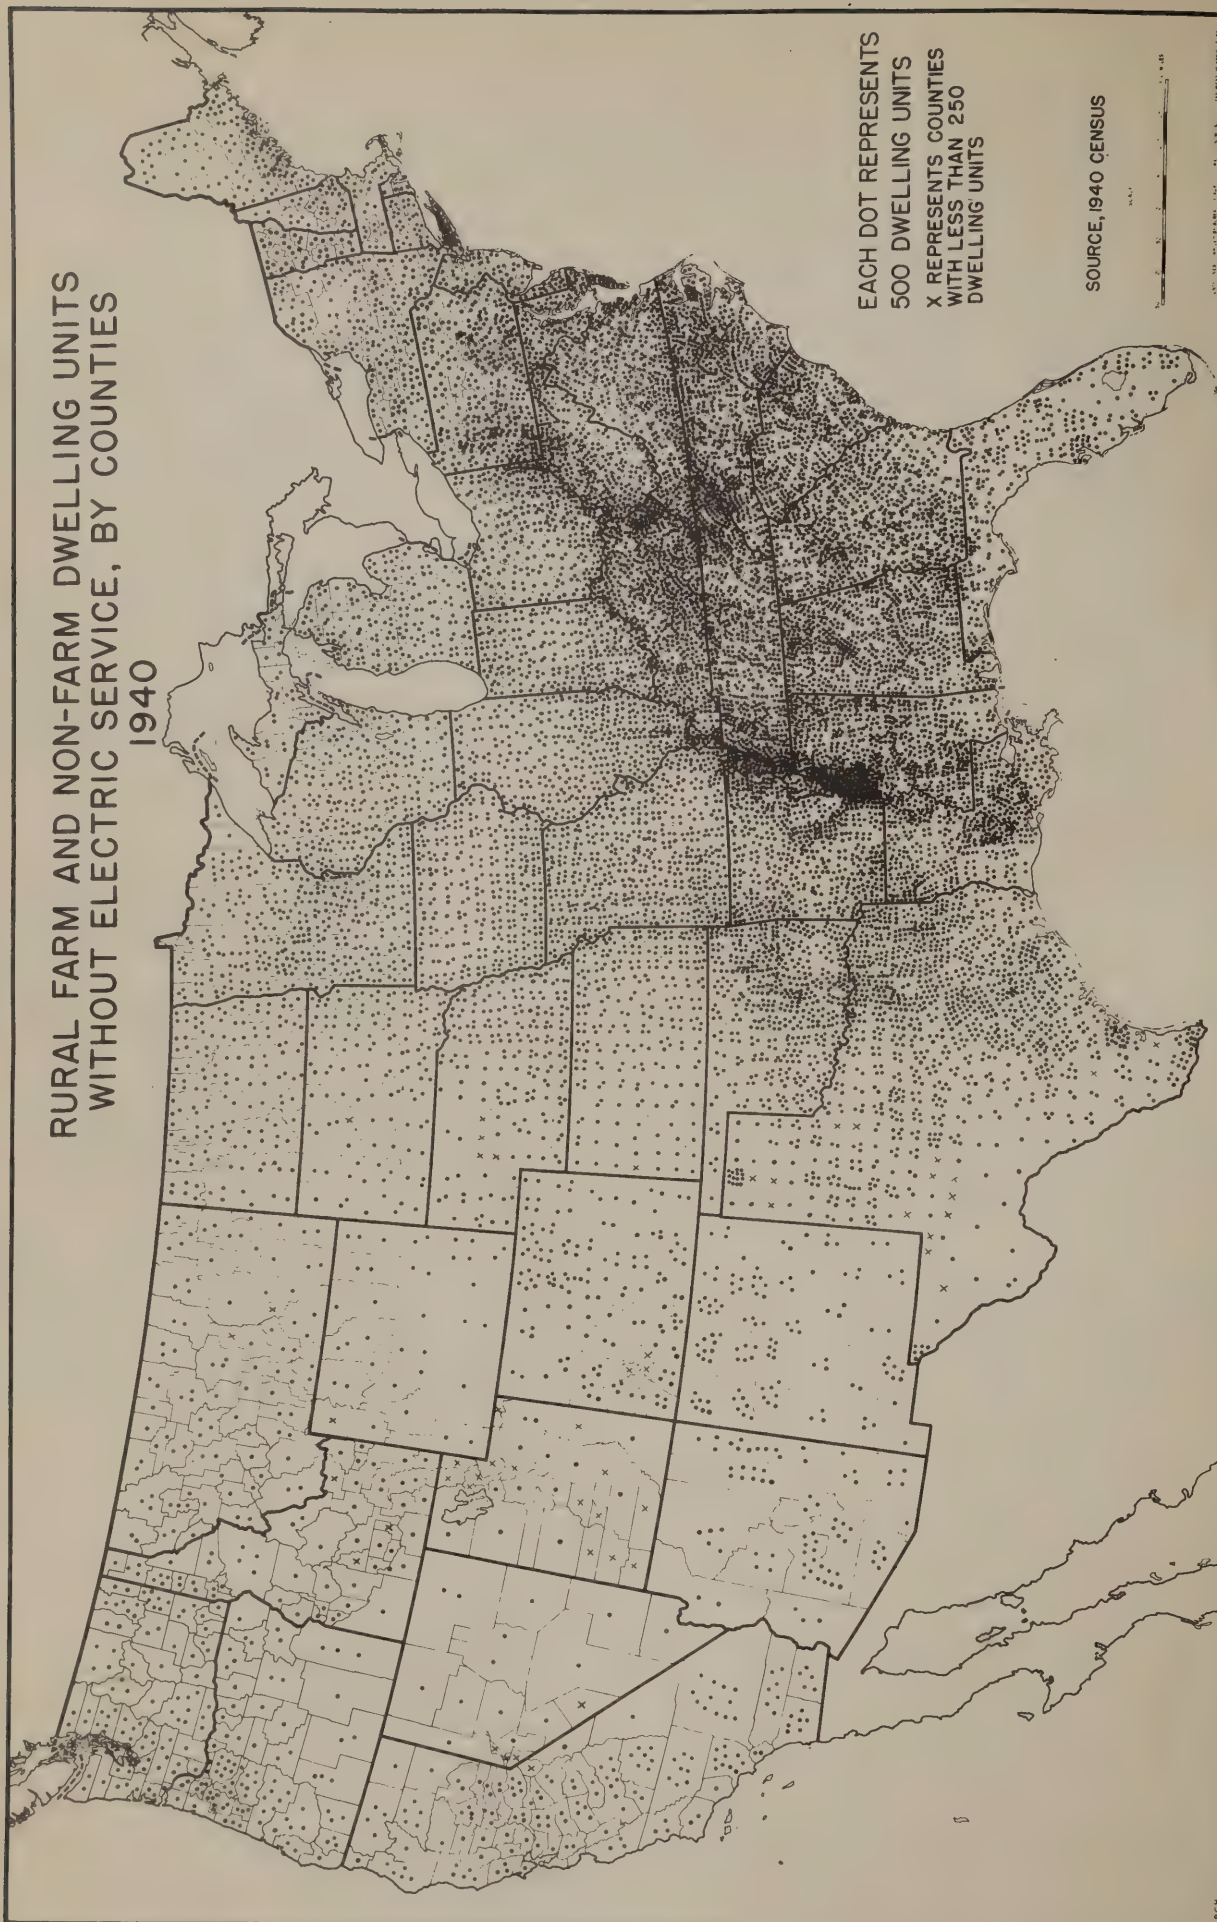 RURAL FARM AND NON-FARM DWELLING UNITS
WITHOUT ELECTRIC SERVICE, BY COUNTIES
1940
EACH DOT REPRESENTS
500 DWELLING UNITS
X REPRESENTS COUNTIES
WITH LESS THAN 250
DWELLING UNITS
SOURCE, 1940 CENSUS